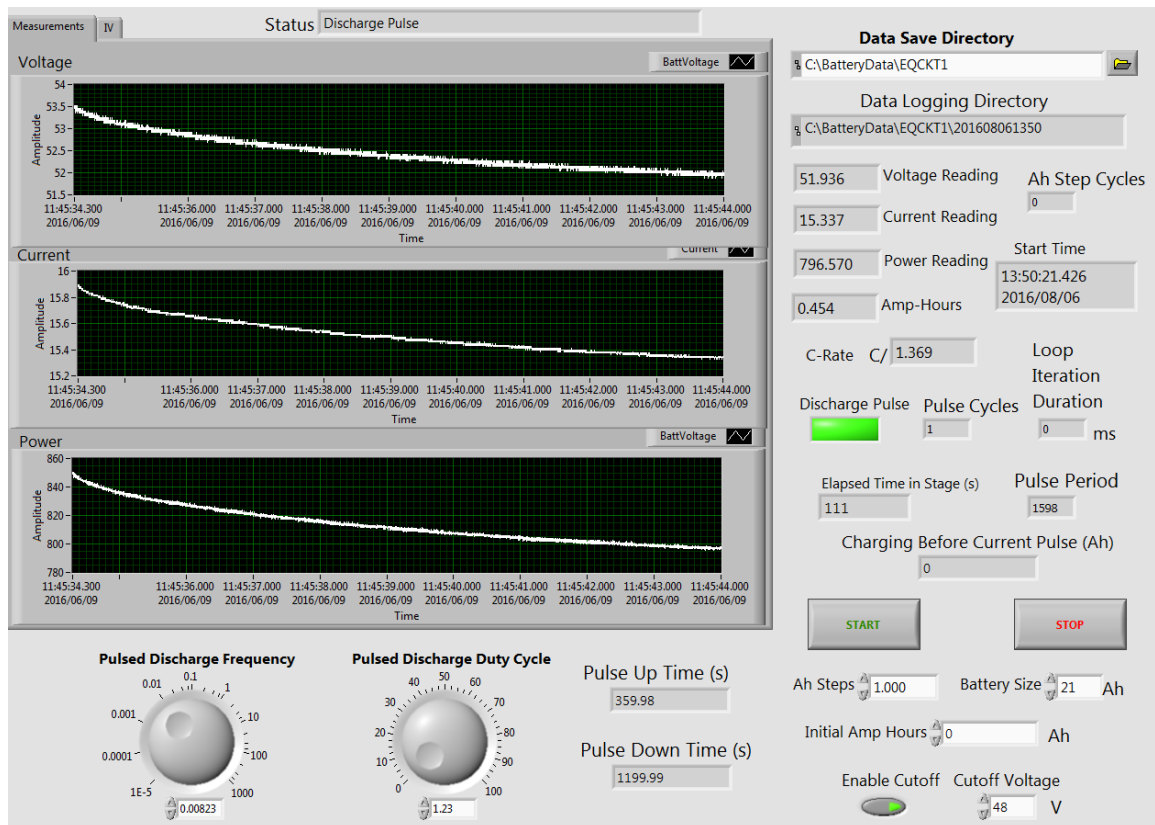 Measurements
IV
Status Discharge Pulse
Voltage
BattVoltage
54
53.5
53
52.5
52
51.5
Amplitude
11:45:34.300 11:45:36.000 11:45:37.000 11:45:38.000 11:45:39.000 11:45:40.000 11:45:41.000 11:45:42.000 11:45:43.000 11:45:44.000
2016/06/09 2016/06/09 2016/06/09 2016/06/09 2016/06/09 2016/06/09 2016/06/09 2016/06/09 2016/06/09 2016/06/09
Time
Current
Current
16
15.8
15.6
15.4
15.2
Amplitude
11:45:34.300 11:45:36.000 11:45:37.000 11:45:38.000 11:45:39.000 11:45:40.000 11:45:41.000 11:45:42.000 11:45:43.000 11:45:44.000
2016/06/09 2016/06/09 2016/06/09 2016/06/09 2016/06/09 2016/06/09 2016/06/09 2016/06/09 2016/06/09 2016/06/09
Time
Power
BattVoltage
860
840
820
800
780
Amplitude
11:45:34.300 11:45:36.000 11:45:37.000 11:45:38.000 11:45:39.000 11:45:40.000 11:45:41.000 11:45:42.000 11:45:43.000 11:45:44.000
2016/06/09 2016/06/09 2016/06/09 2016/06/09 2016/06/09 2016/06/09 2016/06/09 2016/06/09 2016/06/09 2016/06/09
Time
Data Save Directory
C:\BatteryData\EQCKT1
Data Logging Directory
C:\BatteryData\EQCKT1\201608061350
51.936 Voltage Reading
Ah Step Cycles
0
15.337 Current Reading
796.570 Power Reading
Start Time
13:50:21.426
2016/08/06
0.454 Amp-Hours
C-Rate C/ 1.369
Loop
Iteration
Duration
0 ms
Discharge Pulse
Pulse Cycles
1
Elapsed Time in Stage (s)
111
Pulse Period
1598
Charging Before Current Pulse (Ah)
0
START
STOP
Ah Steps 1.000
Battery Size 21 Ah
Initial Amp Hours 0 Ah
Enable Cutoff
Cutoff Voltage
48 V
Pulsed Discharge Frequency
1E-5
0.0001
0.001
0.01
0.1
1
10
100
1000
0.00823
Pulsed Discharge Duty Cycle
0
10
20
30
40
50
60
70
80
90
100
1.23
Pulse Up Time (s)
359.98
Pulse Down Time (s)
1199.99